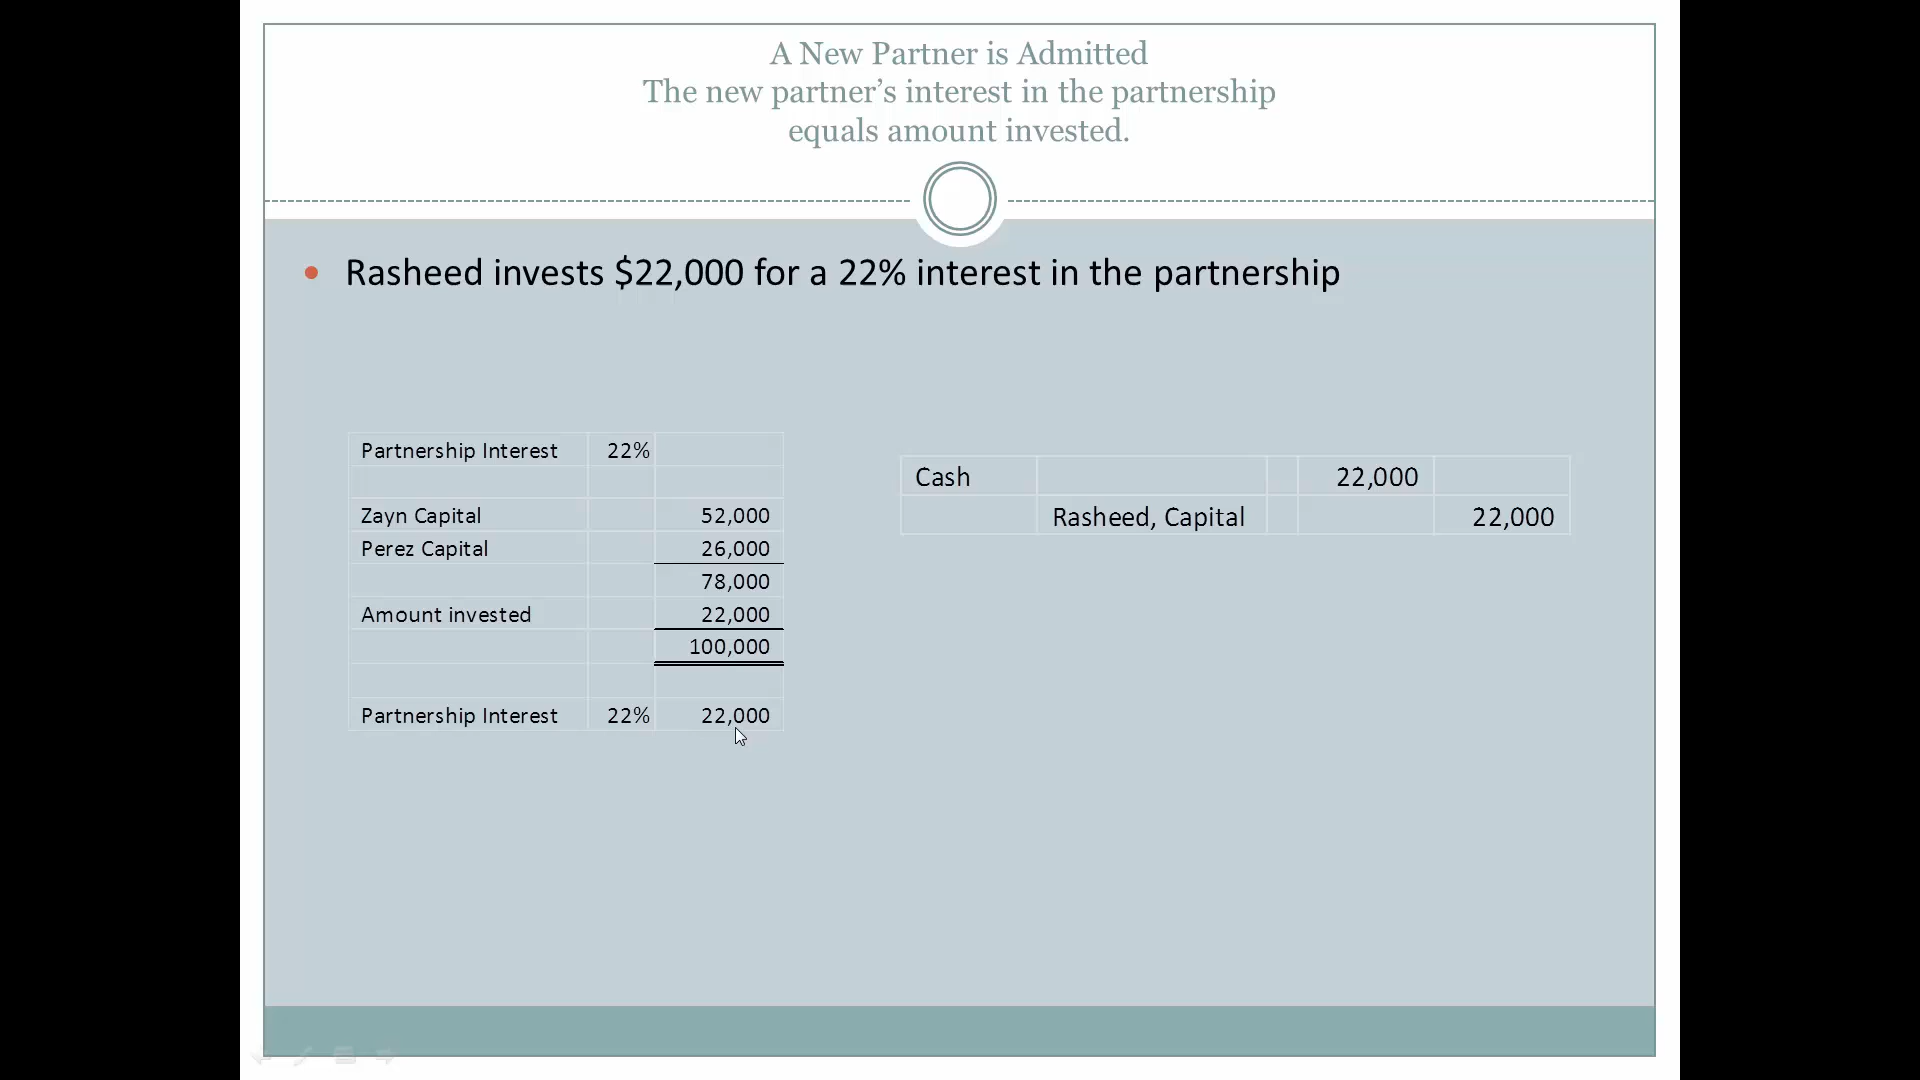 A New Partner is Admitted
The new partner’s interest in the partnership
equals amount invested.
• Rasheed invests $22,000 for a 22% interest in the partnership
Partnership Interest 22%
Zayn Capital 52,000
Perez Capital 26,000
78,000
Amount invested 22,000
100,000
Partnership Interest 22% 22,000
Cash 22,000
Rasheed, Capital 22,000